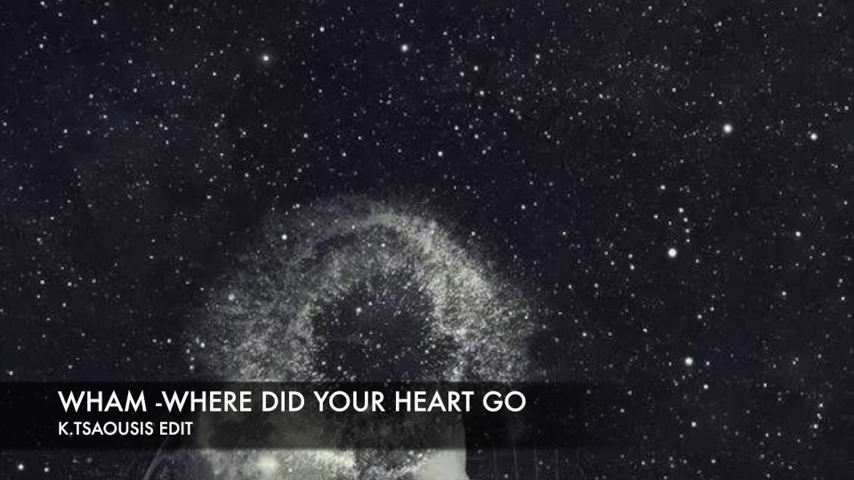 WHAM -WHERE DID YOUR HEART GO
K.TSAOUSIS EDIT